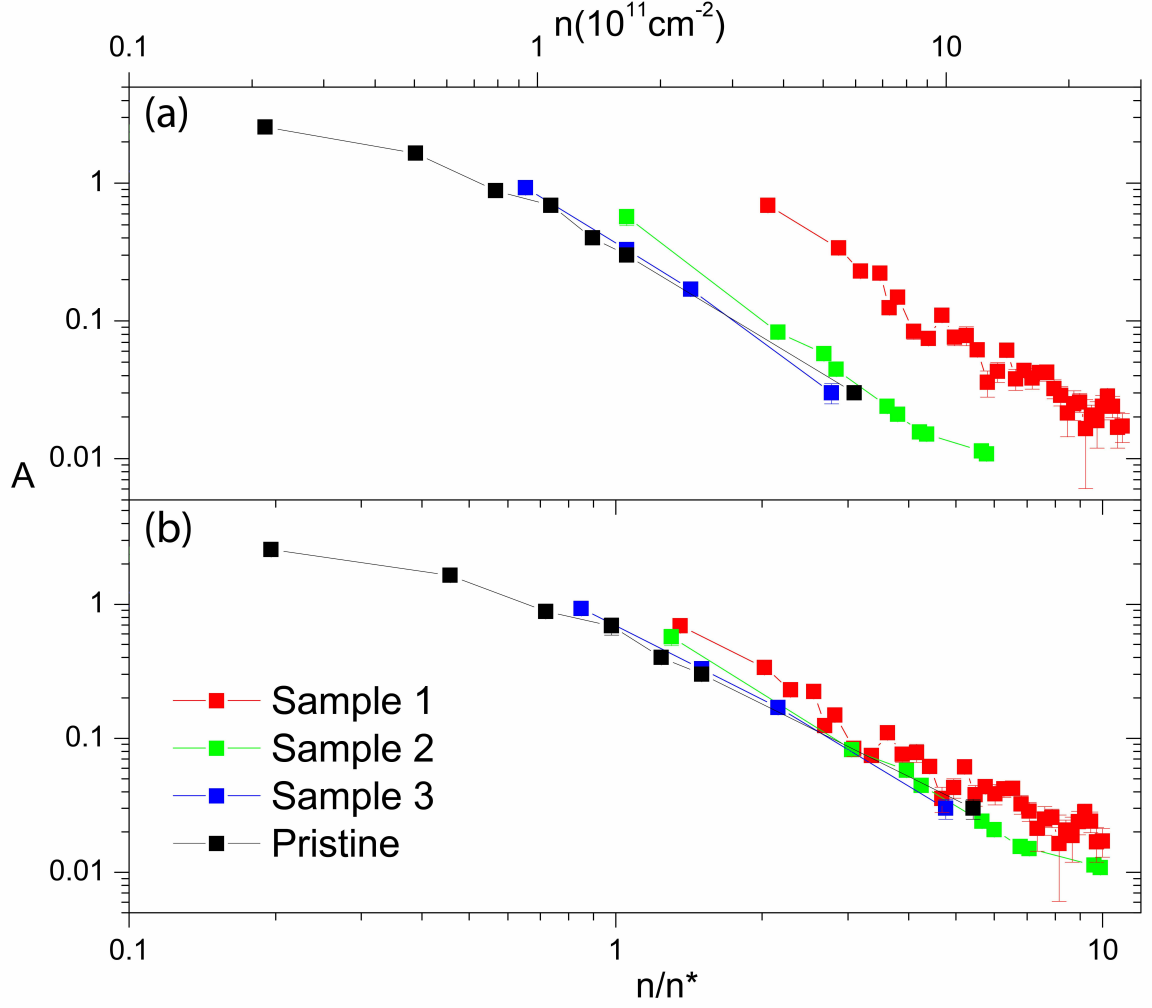 n(10¹¹cm⁻²)
0.1 1 10
(a)
1
0.1
0.01
A
(b)
1
0.1
0.01
Sample 1
Sample 2
Sample 3
Pristine
0.1 1 10
n/n*